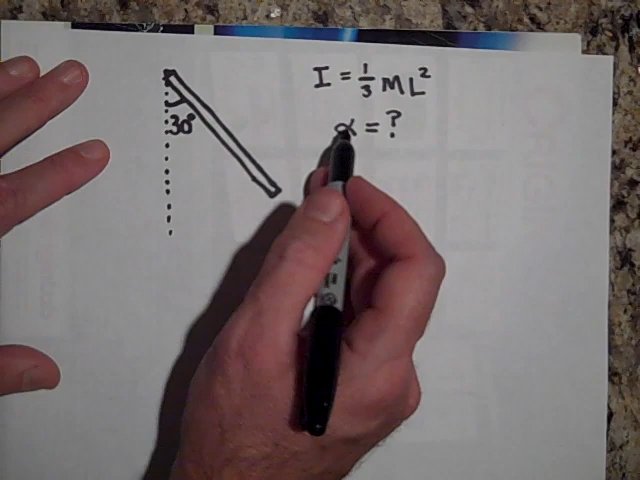 I = 1/3 ML²
α = ?
30°